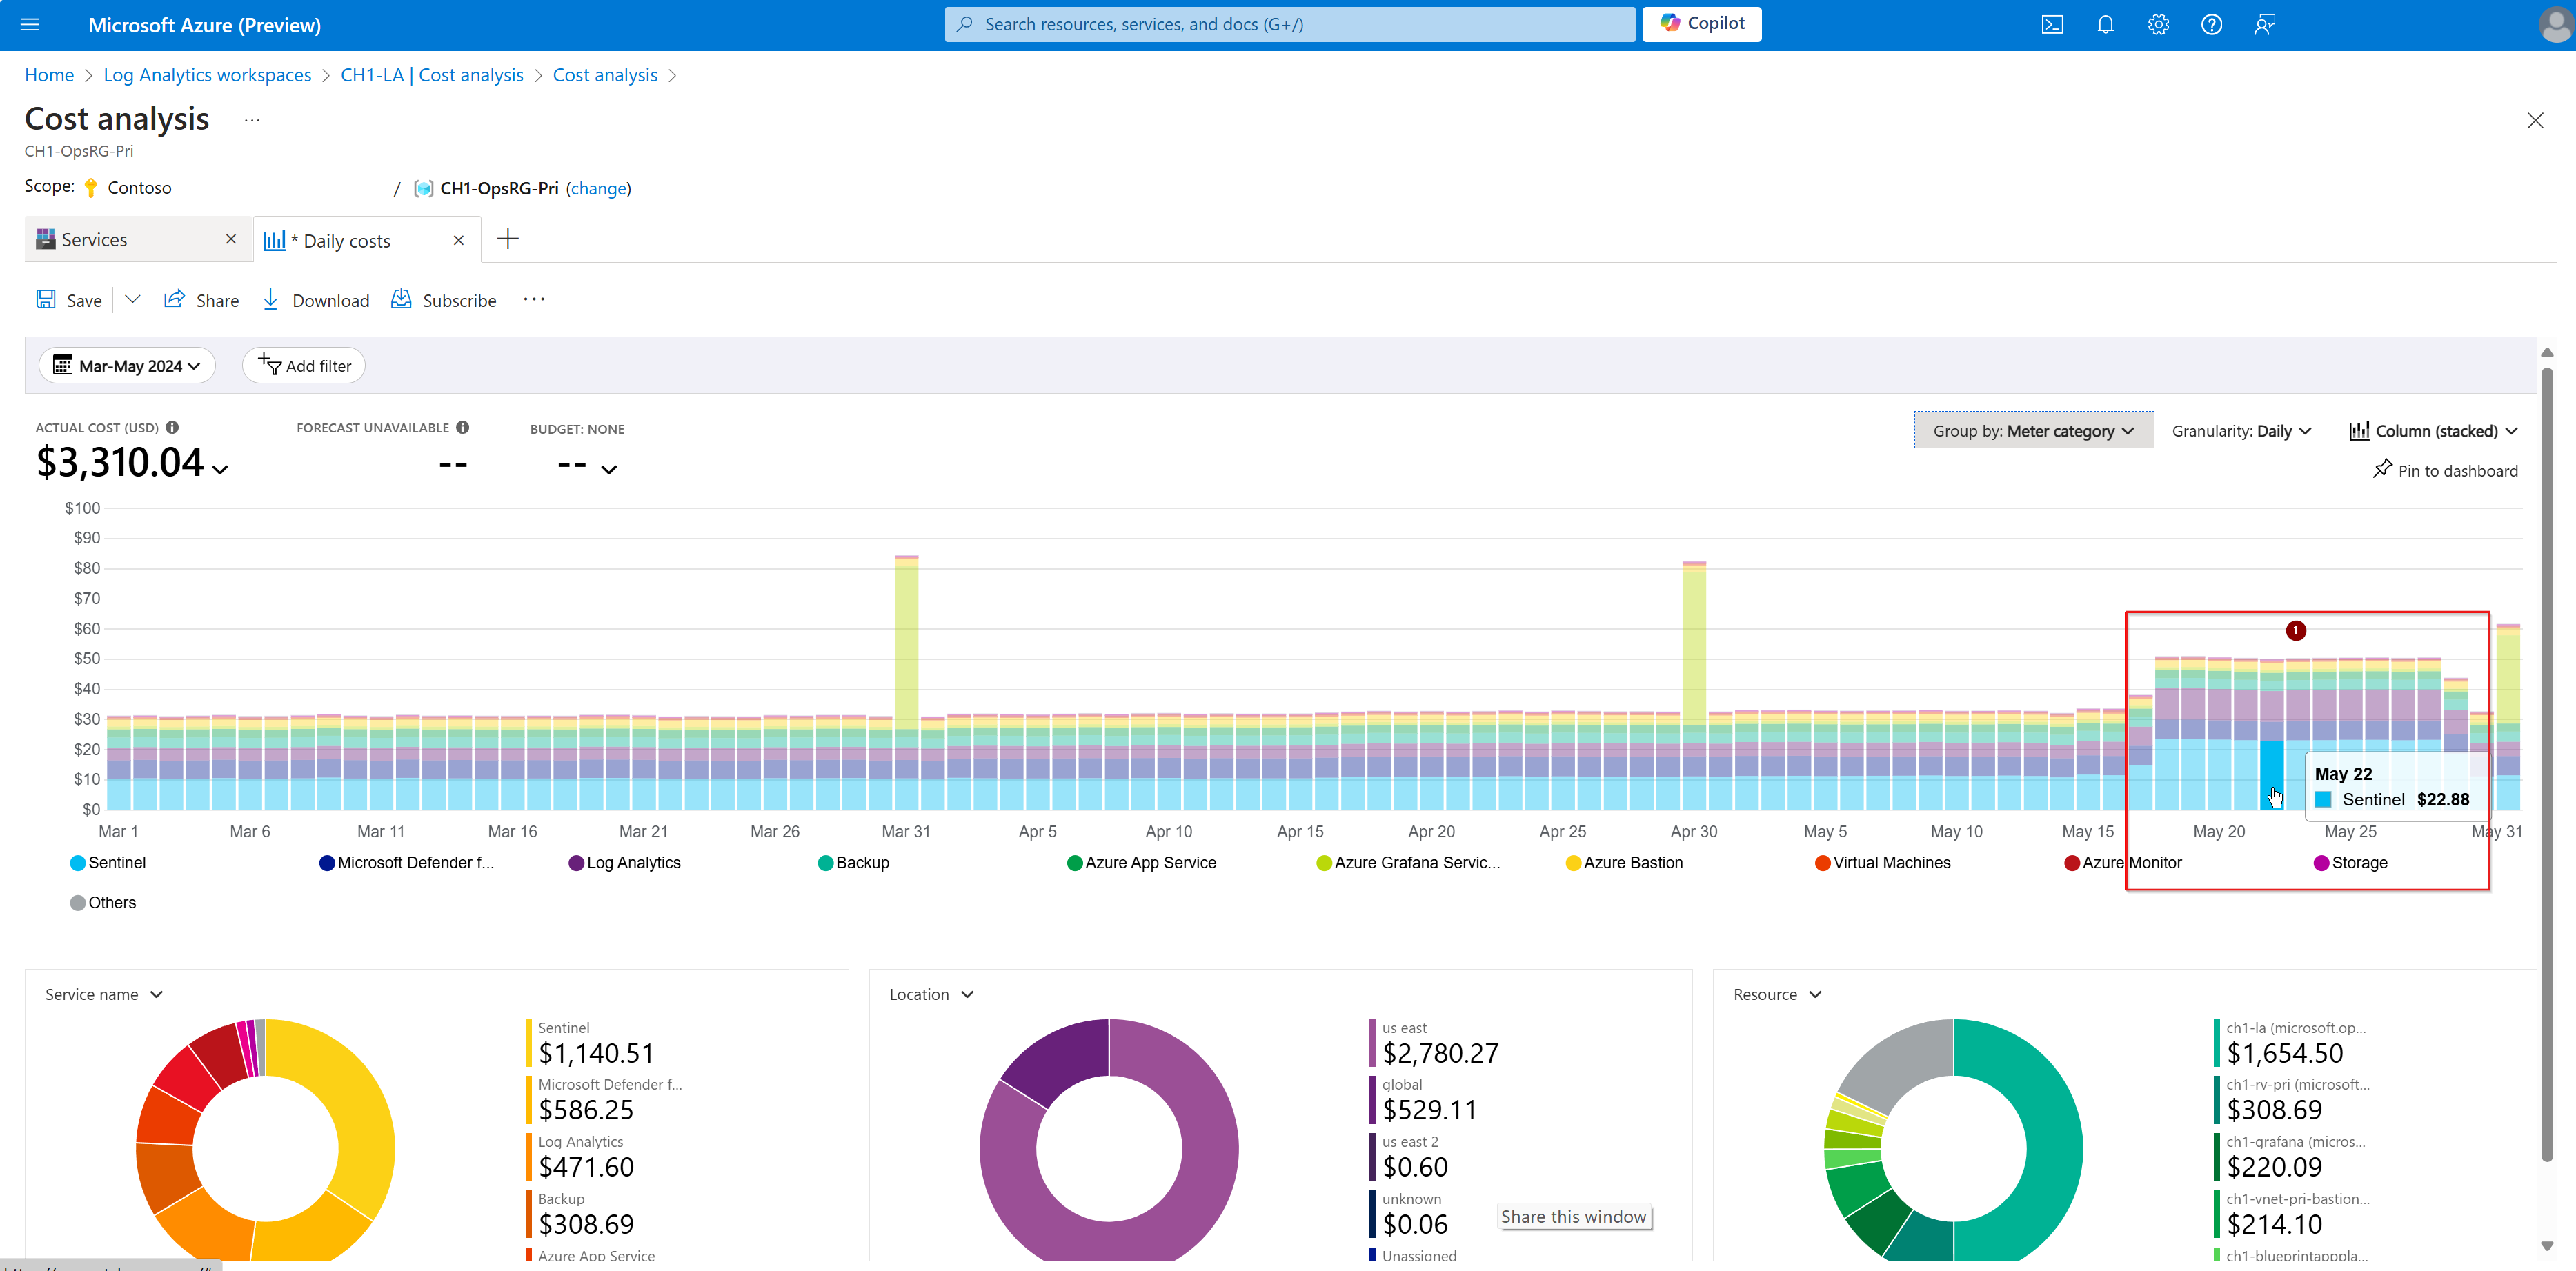 Microsoft Azure (Preview)
Search resources, services, and docs (G+/)
Copilot
Home > Log Analytics workspaces > CH1-LA | Cost analysis > Cost analysis >
Cost analysis ...
CH1-OpsRG-Pri
Scope: Contoso / CH1-OpsRG-Pri (change)
Services
* Daily costs
Save
Share
Download
Subscribe
...
Mar-May 2024
Add filter
ACTUAL COST (USD)
$3,310.04
FORECAST UNAVAILABLE
--
BUDGET: NONE
--
Group by: Meter category
Granularity: Daily
Column (stacked)
Pin to dashboard
$100
$90
$80
$70
$60
$50
$40
$30
$20
$10
$0
1
May 22
Sentinel $22.88
Mar 1 Mar 6 Mar 11 Mar 16 Mar 21 Mar 26 Mar 31 Apr 5 Apr 10 Apr 15 Apr 20 Apr 25 Apr 30 May 5 May 10 May 15 May 20 May 25 May 31
Sentinel Microsoft Defender f... Log Analytics Backup Azure App Service Azure Grafana Servic... Azure Bastion Virtual Machines Azure Monitor Storage
Others
Service name
Sentinel
$1,140.51
Microsoft Defender f...
$586.25
Log Analytics
$471.60
Backup
$308.69
Azure App Service
Location
us east
$2,780.27
global
$529.11
us east 2
$0.60
unknown
$0.06
Unassigned
Share this window
Resource
ch1-la (microsoft.op...
$1,654.50
ch1-rv-pri (microsoft...
$308.69
ch1-grafana (micros...
$220.09
ch1-vnet-pri-bastion...
$214.10
ch1-blueprintapppla...